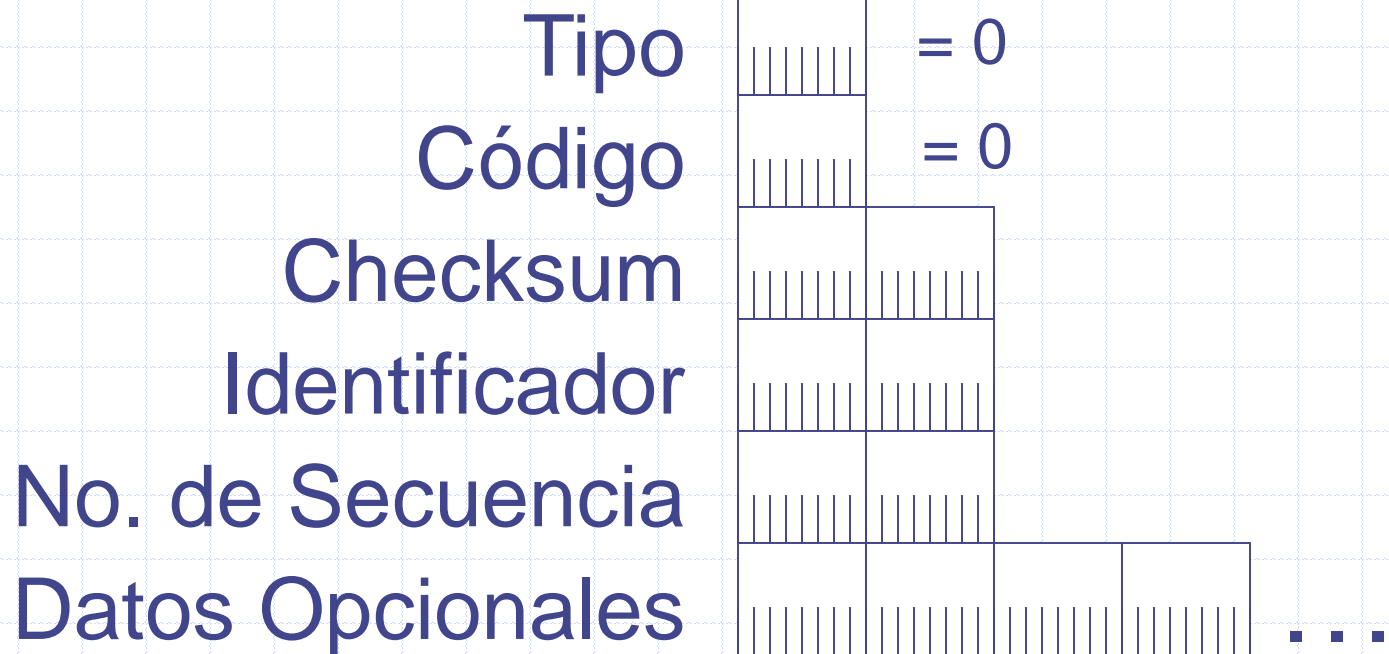 Tipo = 0
Código = 0
Checksum
Identificador
No. de Secuencia
Datos Opcionales ...